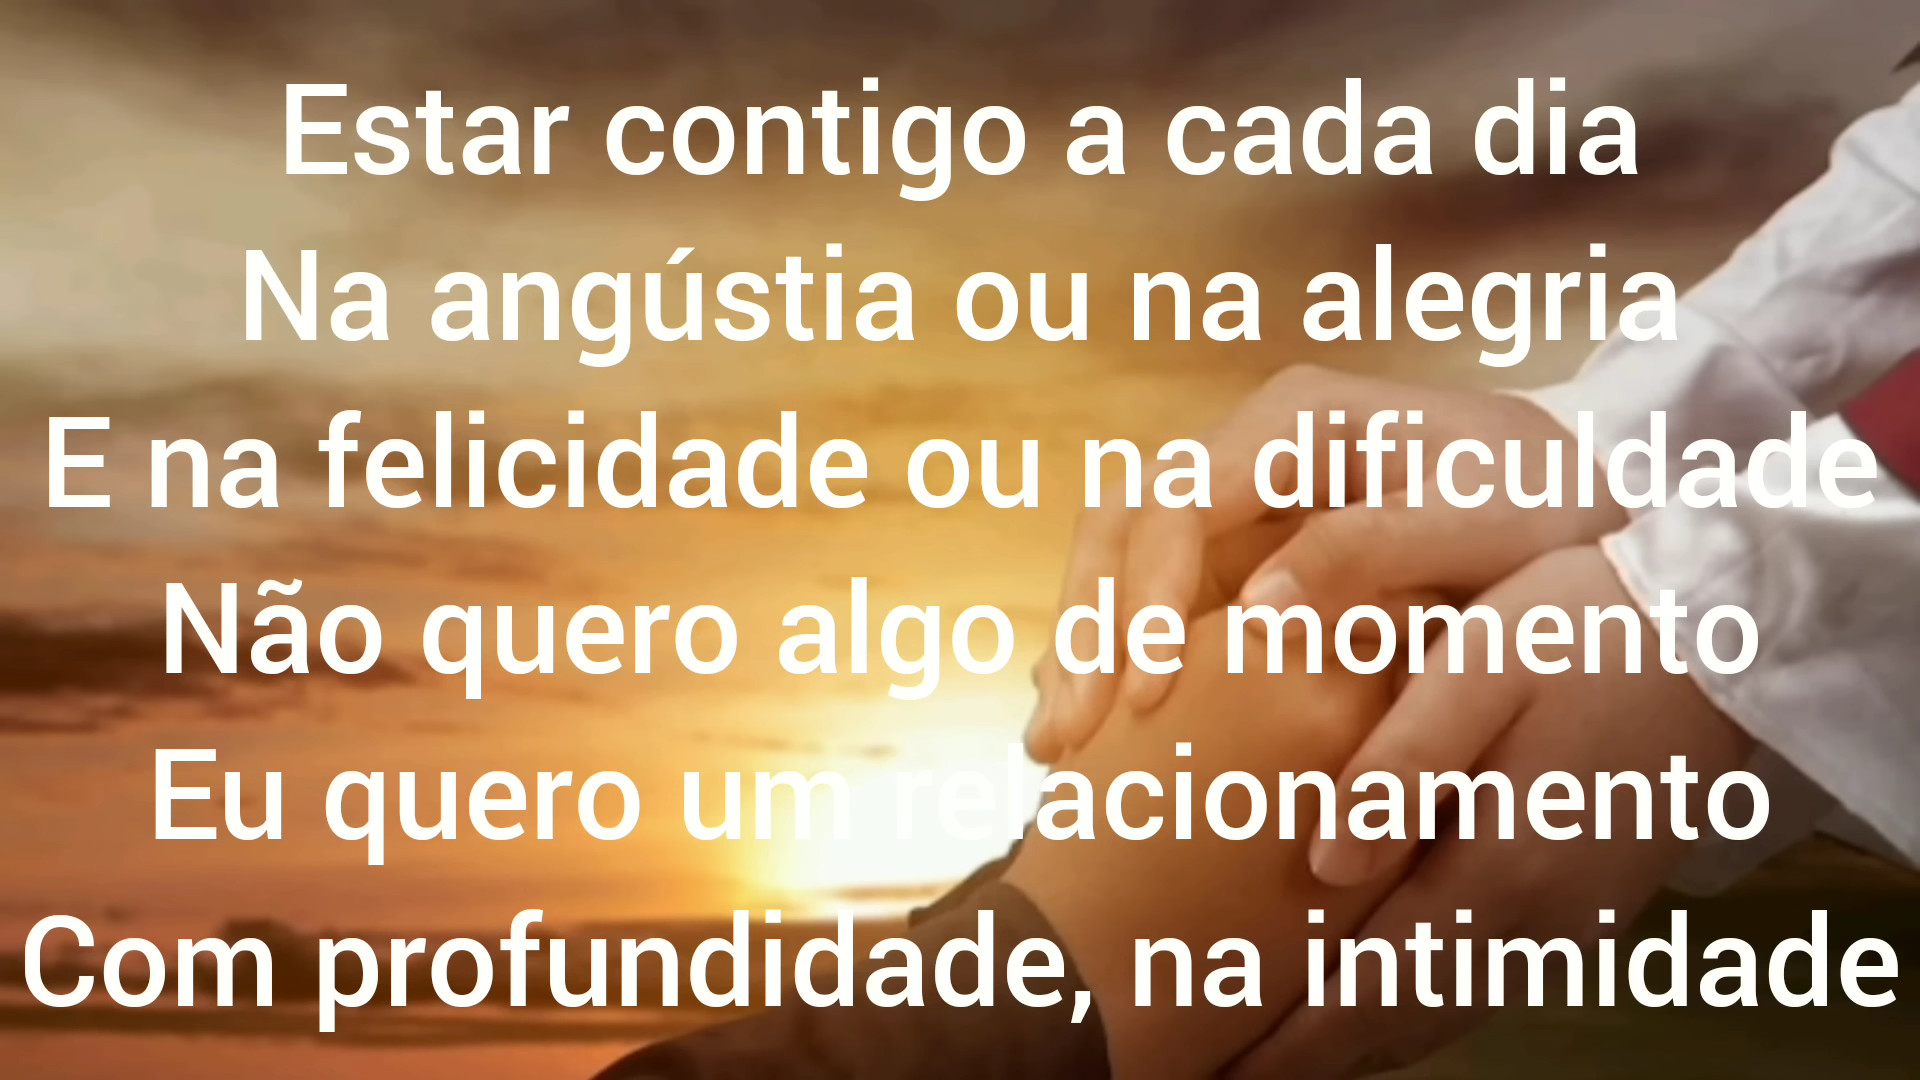 Estar contigo a cada dia
Na angústia ou na alegria
E na felicidade ou na dificuldade
Não quero algo de momento
Eu quero um relacionamento
Com profundidade, na intimidade